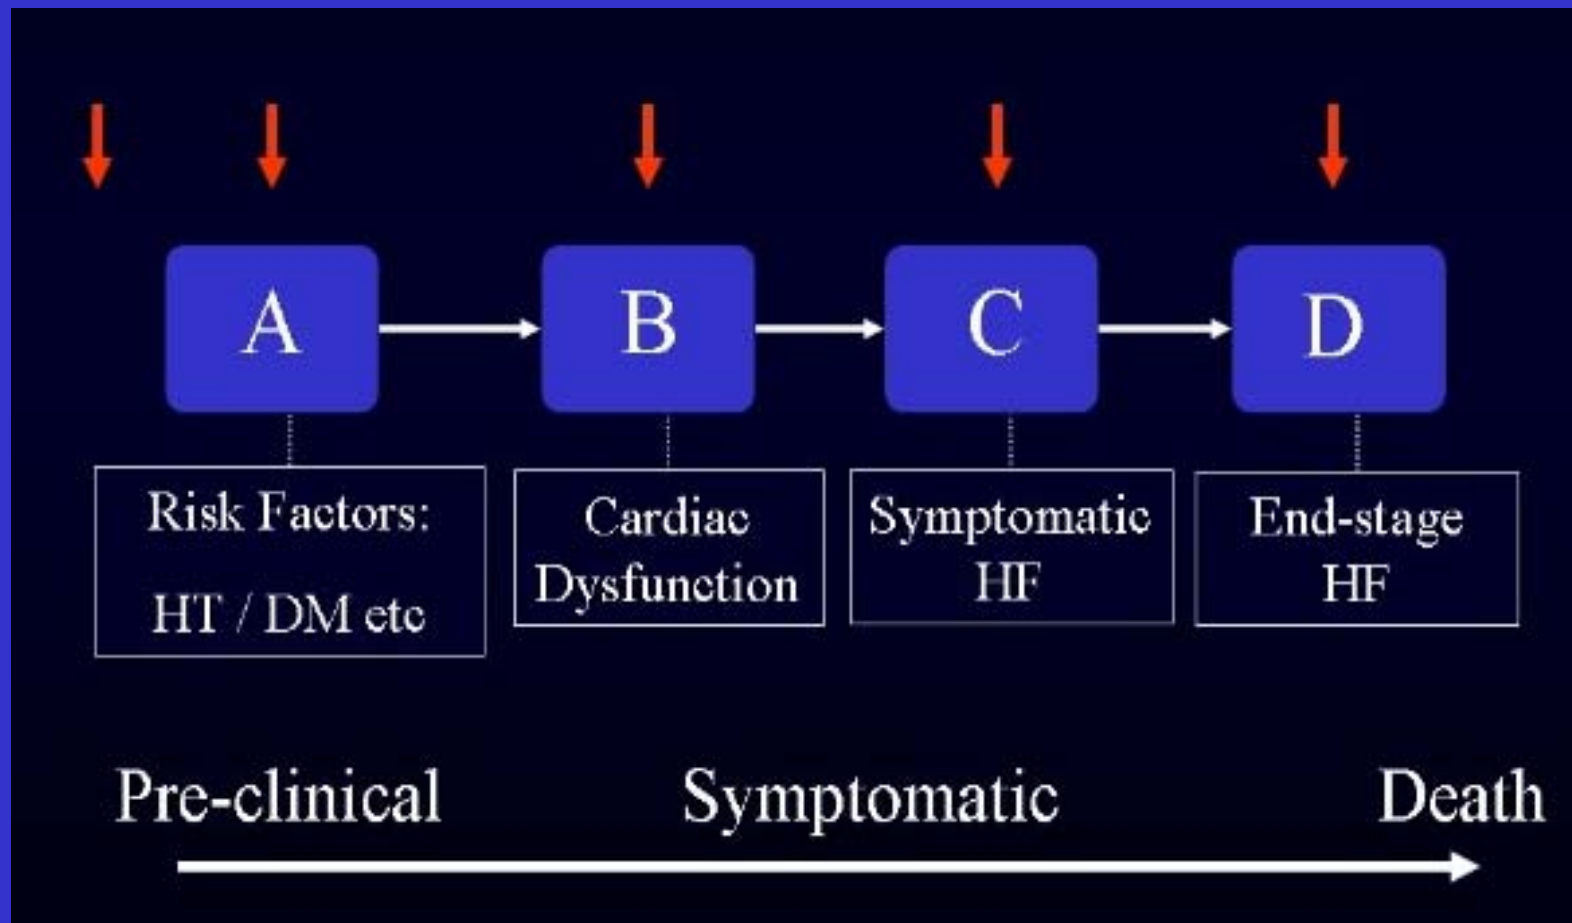 A
B
C
D
Risk Factors:
HT / DM etc
Cardiac
Dysfunction
Symptomatic
HF
End-stage
HF
Pre-clinical
Symptomatic
Death